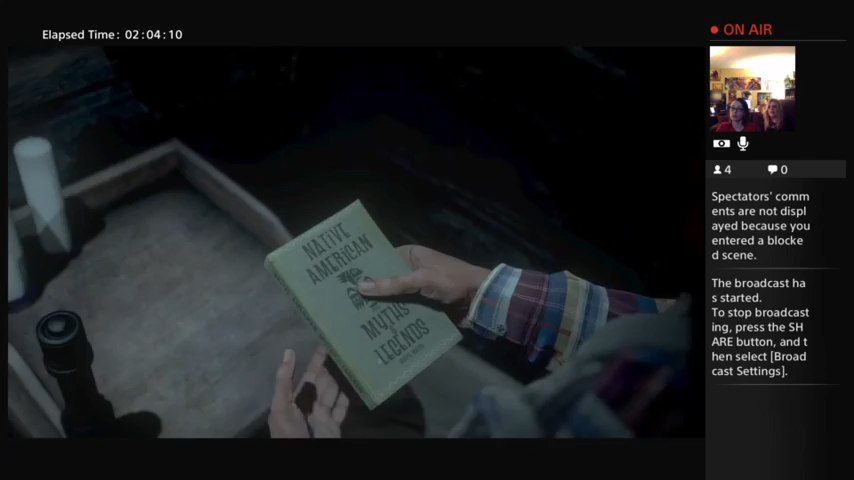 Elapsed Time: 02:04:10
ON AIR
4
0
Spectators' comm
ents are not displ
ayed because you
entered a blocke
d scene.
The broadcast ha
s started.
To stop broadcast
ing, press the SH
ARE button, and t
hen select [Broad
cast Settings].
NATIVE
AMERICAN
MYTHS
&
LEGENDS